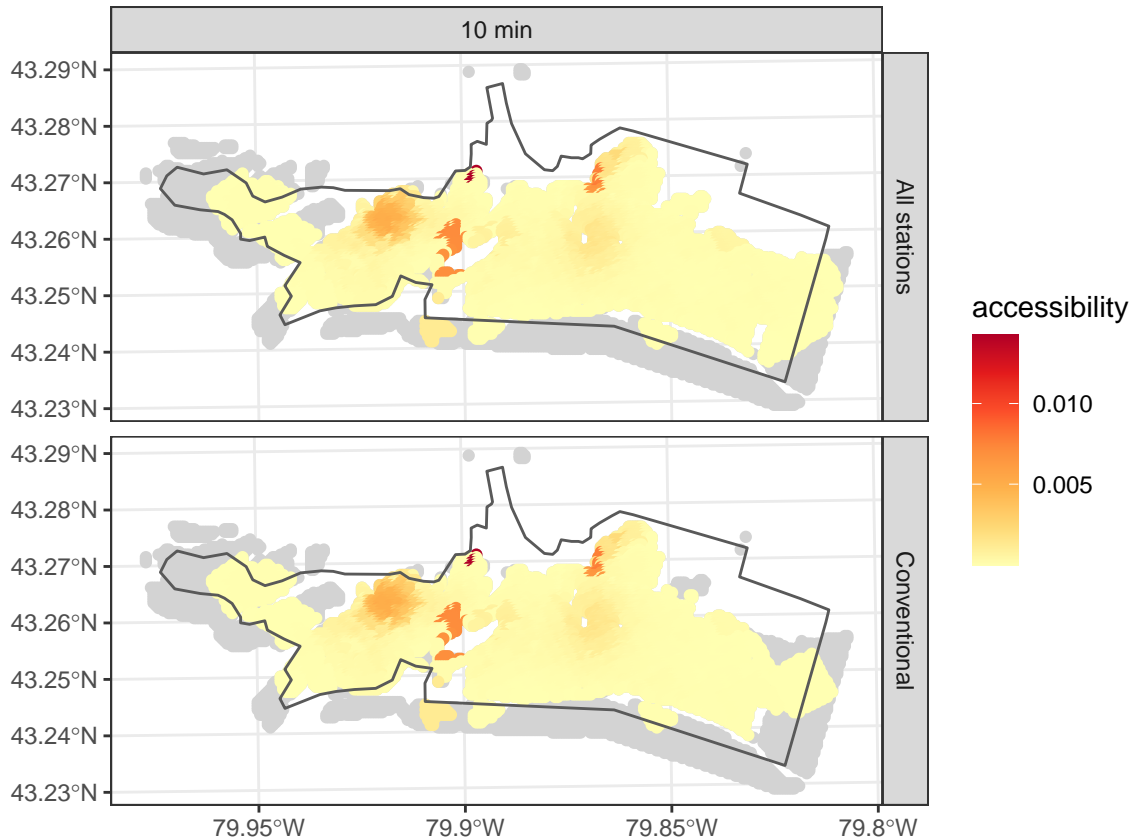 10 min
43.29°N
43.28°N
43.27°N
43.26°N
43.25°N
43.24°N
43.23°N
All stations
43.29°N
43.28°N
43.27°N
43.26°N
43.25°N
43.24°N
43.23°N
Conventional
79.95°W
79.9°W
79.85°W
79.8°W
accessibility
0.010
0.005